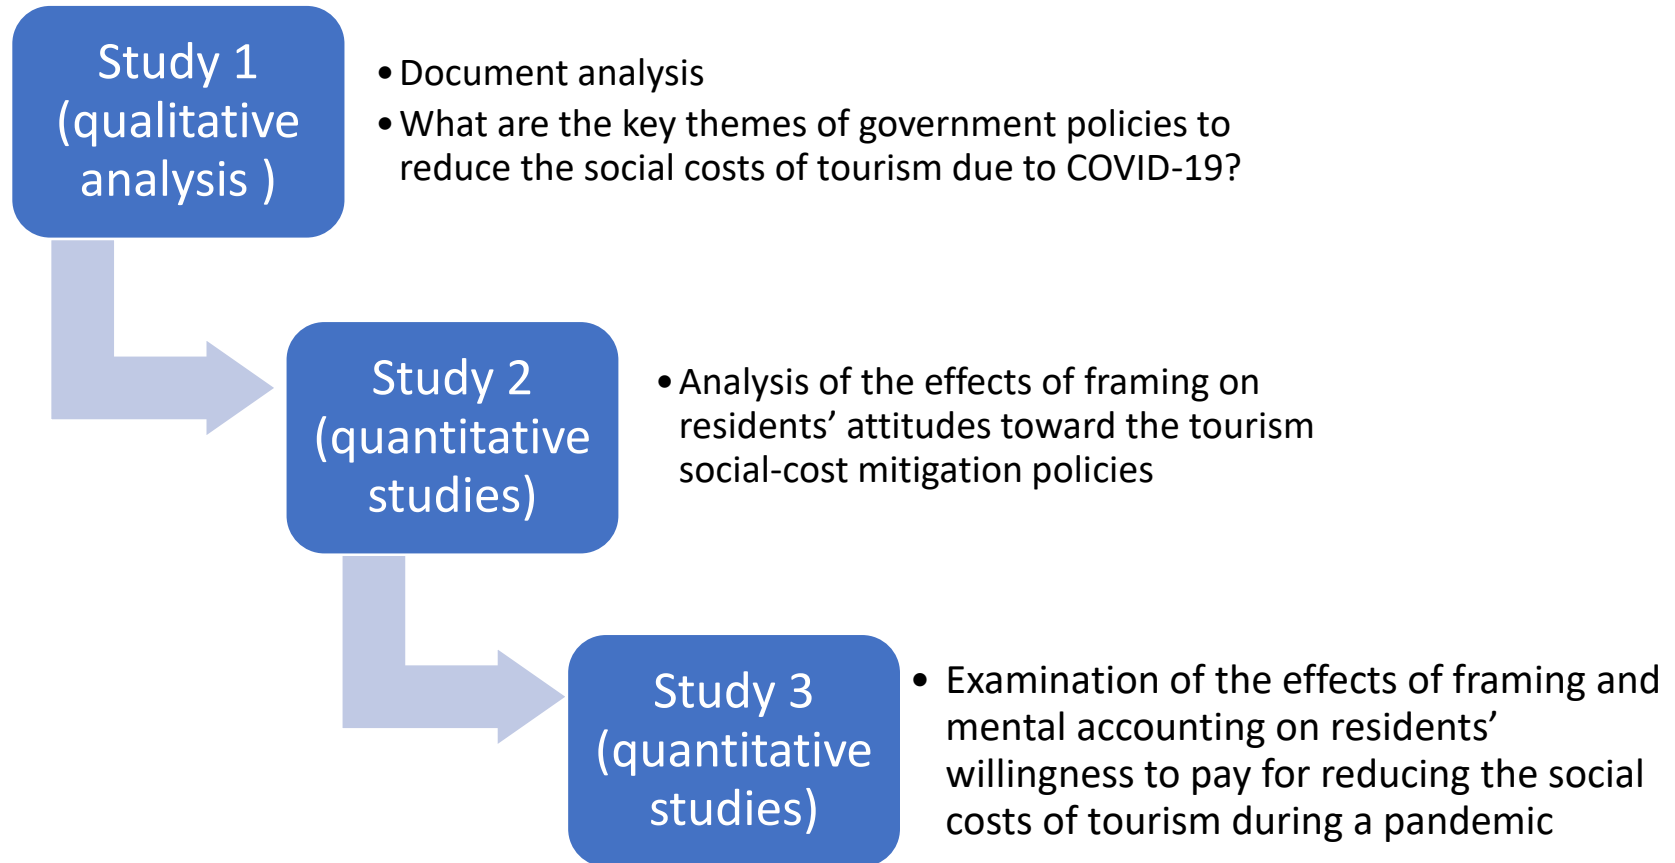 Study 1
(qualitative
analysis )
• Document analysis
• What are the key themes of government policies to
reduce the social costs of tourism due to COVID-19?
Study 2
(quantitative
studies)
• Analysis of the effects of framing on
residents’ attitudes toward the tourism
social-cost mitigation policies
Study 3
(quantitative
studies)
• Examination of the effects of framing and
mental accounting on residents’
willingness to pay for reducing the social
costs of tourism during a pandemic